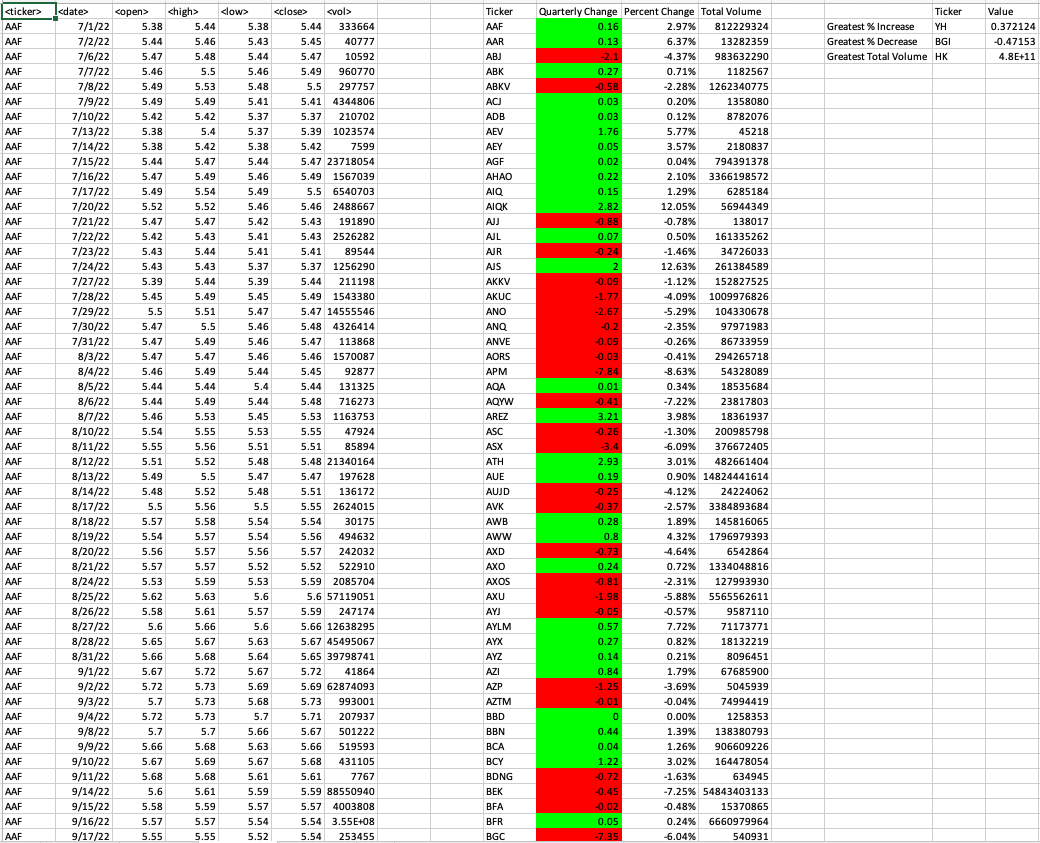 <ticker> <date> <open> <high> <low> <close> <vol> Ticker Quarterly Change Percent Change Total Volume Ticker Value
AAF 7/1/22 5.38 5.44 5.38 5.44 333664 AAF 0.16 2.97% 812229324 Greatest % Increase YH 0.372124
AAF 7/2/22 5.44 5.46 5.43 5.45 40777 AAR 0.13 6.37% 13282359 Greatest % Decrease BGI -0.47153
AAF 7/6/22 5.47 5.48 5.44 5.47 10592 ABJ -2.1 -4.37% 983632290 Greatest Total Volume HK 4.8E+11
AAF 7/7/22 5.46 5.5 5.46 5.49 960770 ABK 0.27 0.71% 1182567
AAF 7/8/22 5.49 5.53 5.48 5.5 297757 ABKV -0.58 -2.28% 1262340775
AAF 7/9/22 5.49 5.49 5.41 5.41 4344806 ACJ 0.03 0.20% 1358080
AAF 7/10/22 5.42 5.42 5.37 5.37 210702 ADB 0.03 0.12% 8782076
AAF 7/13/22 5.38 5.4 5.37 5.39 1023574 AEV 1.76 5.77% 45218
AAF 7/14/22 5.38 5.42 5.38 5.42 7599 AEY 0.05 3.57% 2180837
AAF 7/15/22 5.44 5.47 5.44 5.47 23718054 AGF 0.02 0.04% 794391378
AAF 7/16/22 5.47 5.49 5.46 5.49 1567039 AHAO 0.22 2.10% 3366198572
AAF 7/17/22 5.49 5.54 5.49 5.5 6540703 AIQ 0.15 1.29% 6285184
AAF 7/20/22 5.52 5.52 5.46 5.46 2488667 AIQK 2.82 12.05% 56944349
AAF 7/21/22 5.47 5.47 5.42 5.43 191890 AJJ -0.88 -0.78% 138017
AAF 7/22/22 5.42 5.43 5.41 5.43 2526282 AJL 0.07 0.50% 161335262
AAF 7/23/22 5.43 5.44 5.41 5.41 89544 AJR -0.24 -1.46% 34726033
AAF 7/24/22 5.43 5.43 5.37 5.37 1256290 AJS 2 12.63% 261384589
AAF 7/27/22 5.39 5.44 5.39 5.44 211198 AKKV -0.09 -1.12% 152827525
AAF 7/28/22 5.45 5.49 5.45 5.49 1543380 AKUC -1.77 -4.09% 1009976826
AAF 7/29/22 5.5 5.51 5.47 5.47 14555546 ANO -2.67 -5.29% 104330678
AAF 7/30/22 5.47 5.5 5.46 5.48 4326414 ANQ -0.2 -2.35% 97971983
AAF 7/31/22 5.47 5.49 5.46 5.47 113868 ANVE -0.09 -0.26% 86733959
AAF 8/3/22 5.47 5.47 5.46 5.46 1570087 AORS -0.03 -0.41% 294265718
AAF 8/4/22 5.46 5.49 5.44 5.45 92877 APM -7.84 -8.63% 54328089
AAF 8/5/22 5.44 5.44 5.4 5.44 131325 AQA 0.01 0.34% 18535684
AAF 8/6/22 5.44 5.49 5.44 5.48 716273 AQYW -0.41 -7.22% 23817803
AAF 8/7/22 5.46 5.53 5.45 5.53 1163753 AREZ 3.21 3.98% 18361937
AAF 8/10/22 5.54 5.55 5.53 5.55 47924 ASC -0.26 -1.30% 200985798
AAF 8/11/22 5.55 5.56 5.51 5.51 85894 ASX -3.4 -6.09% 376672405
AAF 8/12/22 5.51 5.52 5.48 5.48 21340164 ATH 2.93 3.01% 482661404
AAF 8/13/22 5.49 5.5 5.47 5.47 197628 AUE 0.19 0.90% 14824441614
AAF 8/14/22 5.48 5.52 5.48 5.51 136172 AUJD -0.25 -4.12% 24224062
AAF 8/17/22 5.5 5.56 5.5 5.55 2624015 AVK -0.37 -2.57% 3384893684
AAF 8/18/22 5.57 5.58 5.54 5.54 30175 AWB 0.28 1.89% 145816065
AAF 8/19/22 5.54 5.57 5.54 5.56 494632 AWW 0.8 4.32% 1796979393
AAF 8/20/22 5.56 5.57 5.56 5.57 242032 AXD -0.73 -4.64% 6542864
AAF 8/21/22 5.57 5.57 5.52 5.52 522910 AXO 0.24 0.72% 1334048816
AAF 8/24/22 5.53 5.59 5.53 5.59 2085704 AXOS -0.81 -2.31% 127993930
AAF 8/25/22 5.62 5.63 5.6 5.6 57119051 AXU -1.98 -5.88% 5565562611
AAF 8/26/22 5.58 5.61 5.57 5.59 247174 AYJ -0.05 -0.57% 9587110
AAF 8/27/22 5.6 5.66 5.6 5.66 12638295 AYLM 0.57 7.72% 71173771
AAF 8/28/22 5.65 5.67 5.63 5.67 45495067 AYX 0.27 0.82% 18132219
AAF 8/31/22 5.66 5.68 5.64 5.65 39798741 AYZ 0.14 0.21% 8096451
AAF 9/1/22 5.67 5.72 5.67 5.72 41864 AZI 0.84 1.79% 67685900
AAF 9/2/22 5.72 5.73 5.69 5.69 62874093 AZP -1.25 -3.69% 5045939
AAF 9/3/22 5.7 5.73 5.68 5.73 993001 AZTM -0.01 -0.04% 74994419
AAF 9/4/22 5.72 5.73 5.7 5.71 207937 BBD 0 0.00% 1258353
AAF 9/8/22 5.7 5.7 5.66 5.67 501222 BBN 0.44 1.39% 138380793
AAF 9/9/22 5.66 5.68 5.63 5.66 519593 BCA 0.04 1.26% 906609226
AAF 9/10/22 5.67 5.69 5.67 5.68 431105 BCY 1.22 3.02% 164478054
AAF 9/11/22 5.68 5.68 5.61 5.61 7767 BDNG -0.72 -1.63% 634945
AAF 9/14/22 5.6 5.61 5.59 5.59 88550940 BEK -0.45 -7.25% 54843403133
AAF 9/15/22 5.58 5.59 5.57 5.57 4003808 BFA -0.02 -0.48% 15370865
AAF 9/16/22 5.57 5.57 5.54 5.54 3.55E+08 BFR 0.05 0.24% 6660979964
AAF 9/17/22 5.55 5.55 5.52 5.54 253455 BGC -7.35 -6.04% 540931